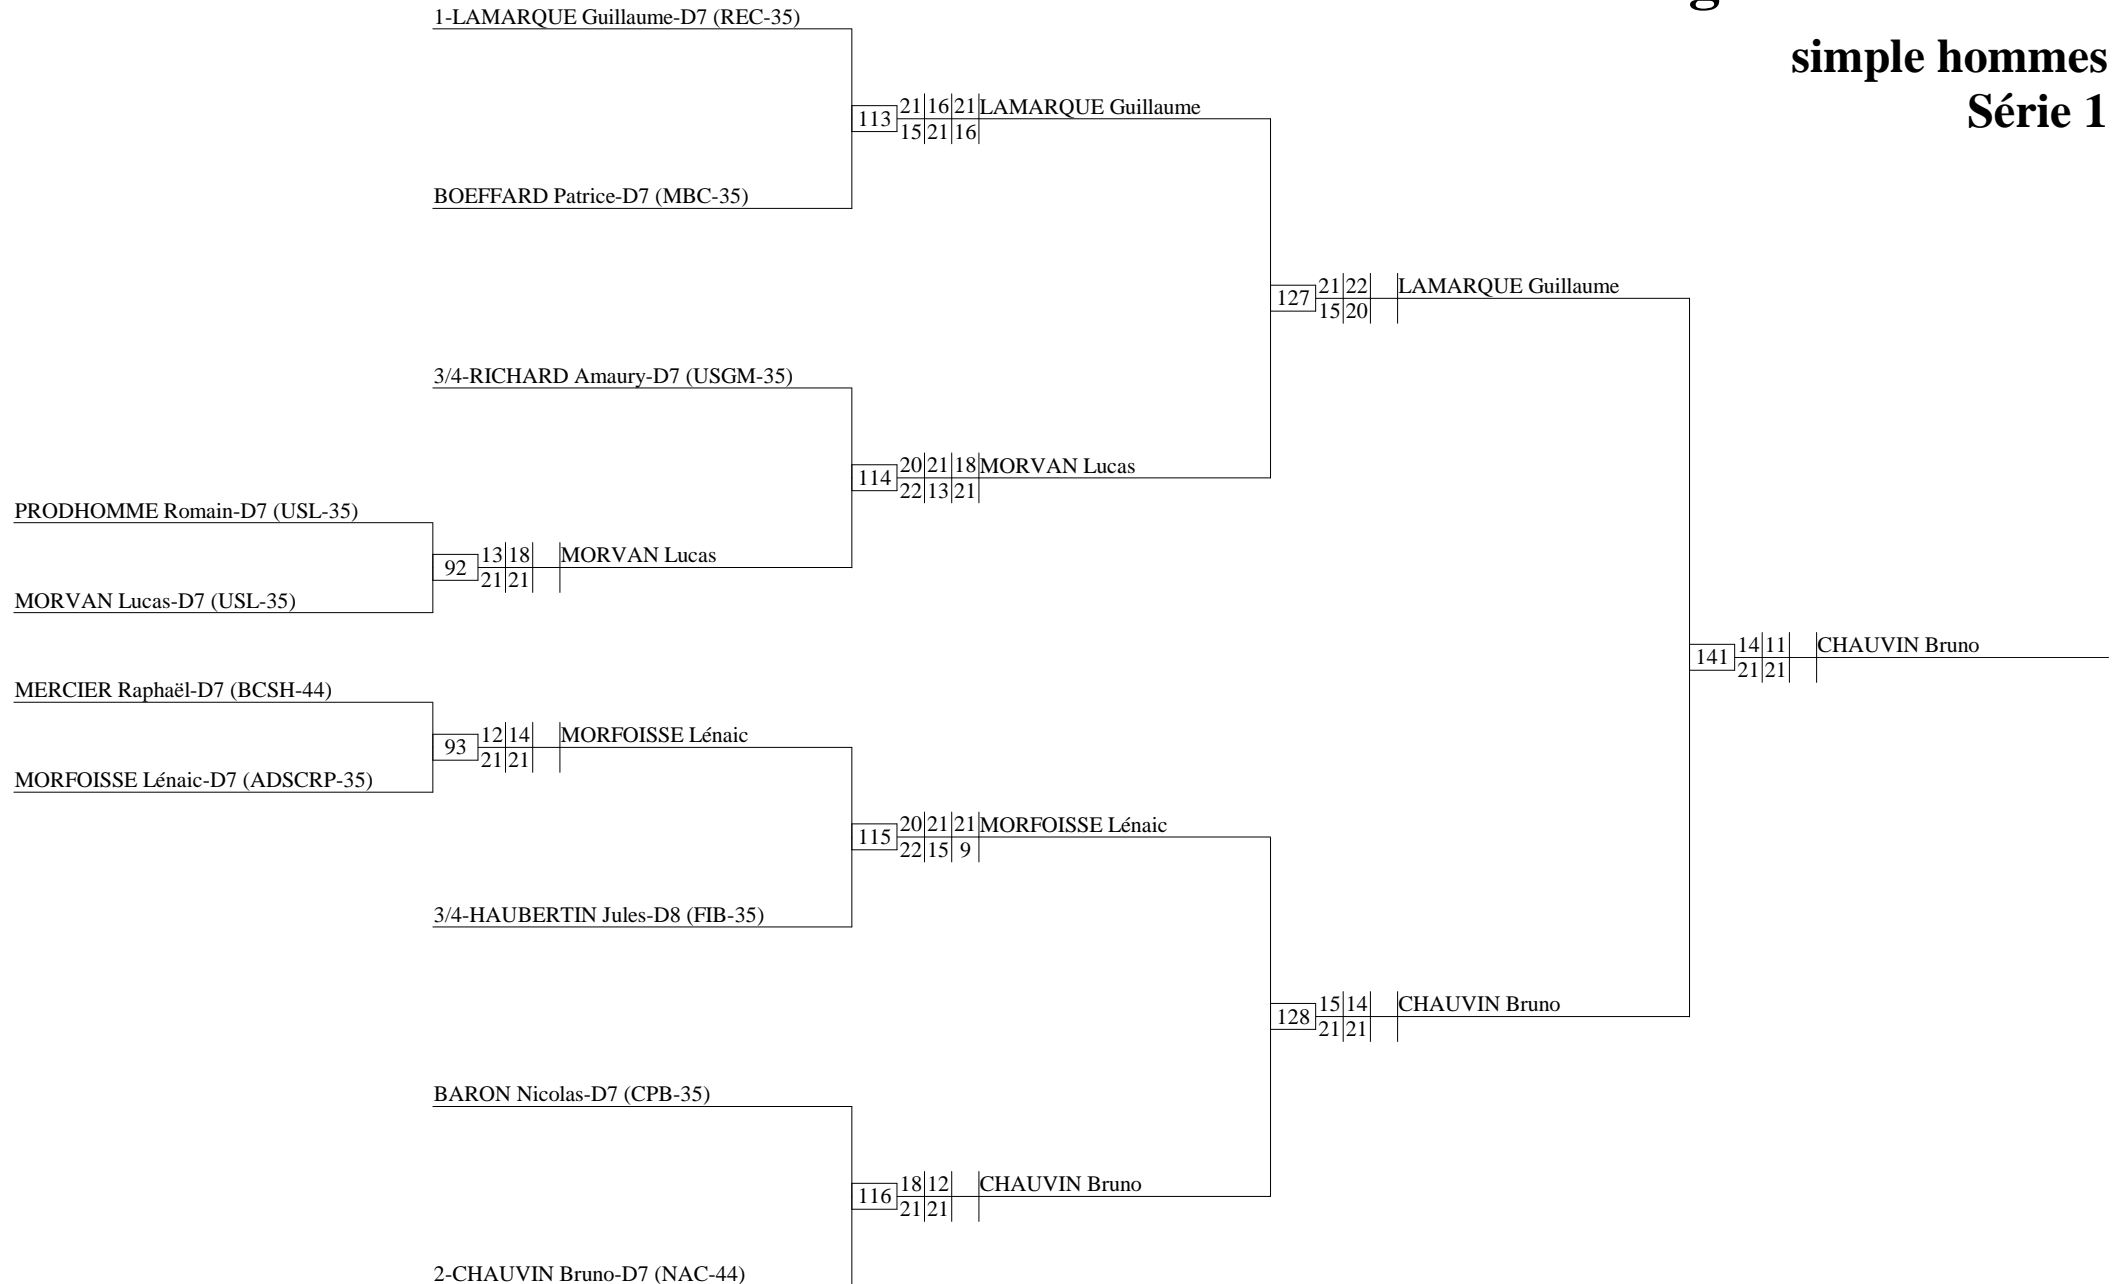 simple hommes
Série 1
1-LAMARQUE Guillaume-D7 (REC-35)
113 21 16 21 LAMARQUE Guillaume
15 21 16
BOEFFARD Patrice-D7 (MBC-35)
127 21 22 LAMARQUE Guillaume
15 20
3/4-RICHARD Amaury-D7 (USGM-35)
114 20 21 18 MORVAN Lucas
22 13 21
PRODHOMME Romain-D7 (USL-35)
92 13 18 MORVAN Lucas
21 21
MORVAN Lucas-D7 (USL-35)
141 14 11 CHAUVIN Bruno
21 21
MERCIER Raphaël-D7 (BCSH-44)
93 12 14 MORFOISSE Lénaic
21 21
MORFOISSE Lénaic-D7 (ADSCRP-35)
115 20 21 21 MORFOISSE Lénaic
22 15 9
3/4-HAUBERTIN Jules-D8 (FIB-35)
128 15 14 CHAUVIN Bruno
21 21
BARON Nicolas-D7 (CPB-35)
116 18 12 CHAUVIN Bruno
21 21
2-CHAUVIN Bruno-D7 (NAC-44)